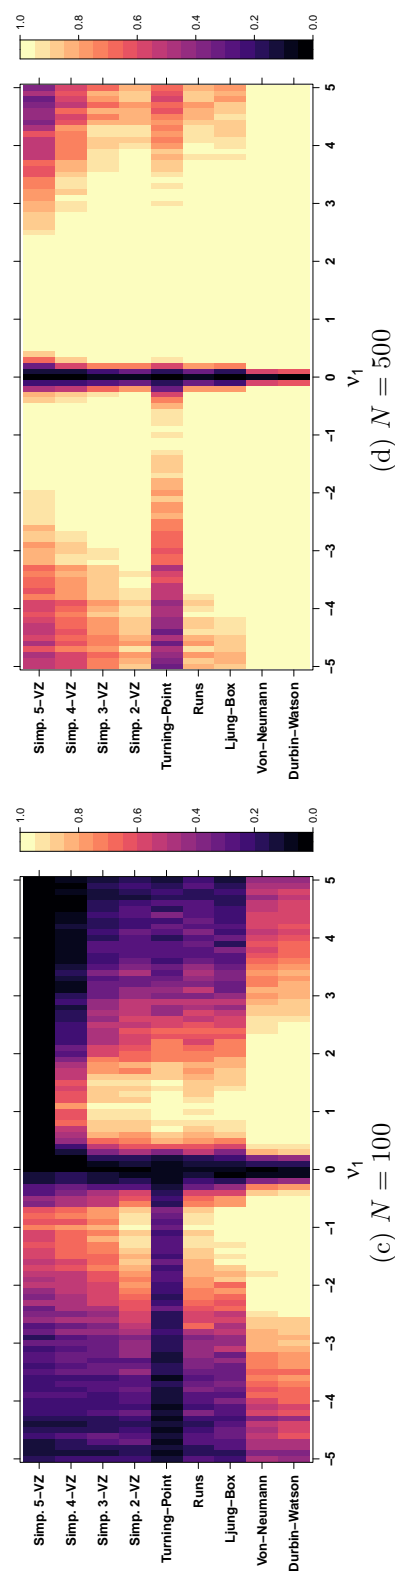 Simp. 5−VZ
Simp. 4−VZ
Simp. 3−VZ
Simp. 2−VZ
Turning−Point
Runs
Ljung−Box
Von−Neumann
Durbin−Watson
−5 −4 −3 −2 −1 0 1 2 3 4 5
ν1
0.0 0.2 0.4 0.6 0.8 1.0
(c) N = 100
Simp. 5−VZ
Simp. 4−VZ
Simp. 3−VZ
Simp. 2−VZ
Turning−Point
Runs
Ljung−Box
Von−Neumann
Durbin−Watson
−5 −4 −3 −2 −1 0 1 2 3 4 5
ν1
0.0 0.2 0.4 0.6 0.8 1.0
(d) N = 500